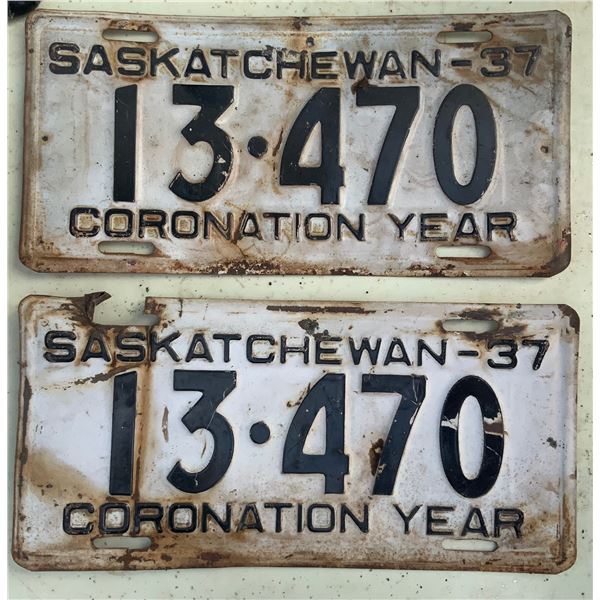 SASKATCHEWAN-37
13·470
CORONATION YEAR
SASKATCHEWAN-37
13·470
CORONATION YEAR